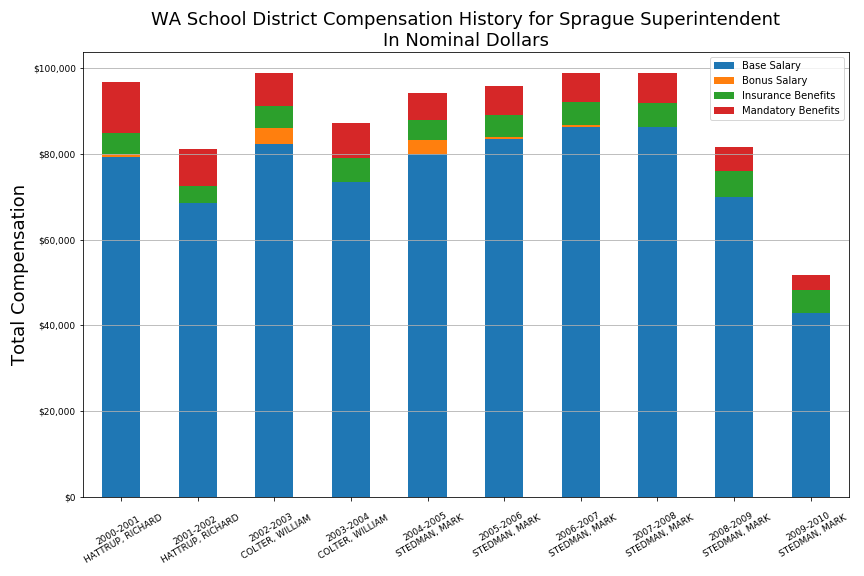 WA School District Compensation History for Sprague Superintendent
In Nominal Dollars
Base Salary
Bonus Salary
Insurance Benefits
Mandatory Benefits
Total Compensation
$100,000
$80,000
$60,000
$40,000
$20,000
$0
2000-2001
HATTRUP, RICHARD
2001-2002
HATTRUP, RICHARD
2002-2003
COLTER, WILLIAM
2003-2004
COLTER, WILLIAM
2004-2005
STEDMAN, MARK
2005-2006
STEDMAN, MARK
2006-2007
STEDMAN, MARK
2007-2008
STEDMAN, MARK
2008-2009
STEDMAN, MARK
2009-2010
STEDMAN, MARK